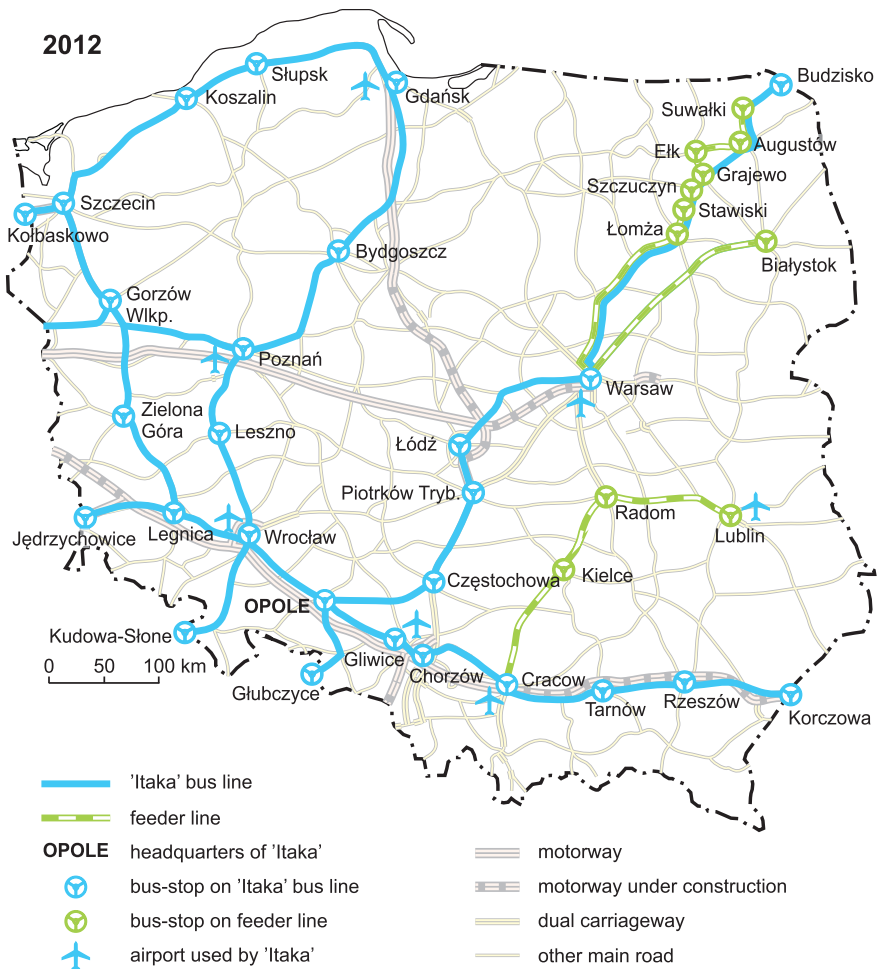 2012
Budzisko
Słupsk
Koszalin
Gdańsk
Suwałki
Augustów
Ełk
Grajewo
Szczuczyn
Stawiski
Łomża
Białystok
Szczecin
Kołbaskowo
Bydgoszcz
Gorzów
Wlkp.
Poznań
Warsaw
Zielona
Góra
Leszno
Łódź
Piotrków Tryb.
Radom
Lublin
Jędrzychowice
Legnica
Wrocław
Częstochowa
Kielce
OPOLE
Kudowa-Słone
Gliwice
Chorzów
Cracow
Głubczyce
Tarnów
Rzeszów
Korczowa
0 50 100 km
'Itaka' bus line
feeder line
OPOLE headquarters of 'Itaka'
bus-stop on 'Itaka' bus line
bus-stop on feeder line
airport used by 'Itaka'
motorway
motorway under construction
dual carriageway
other main road